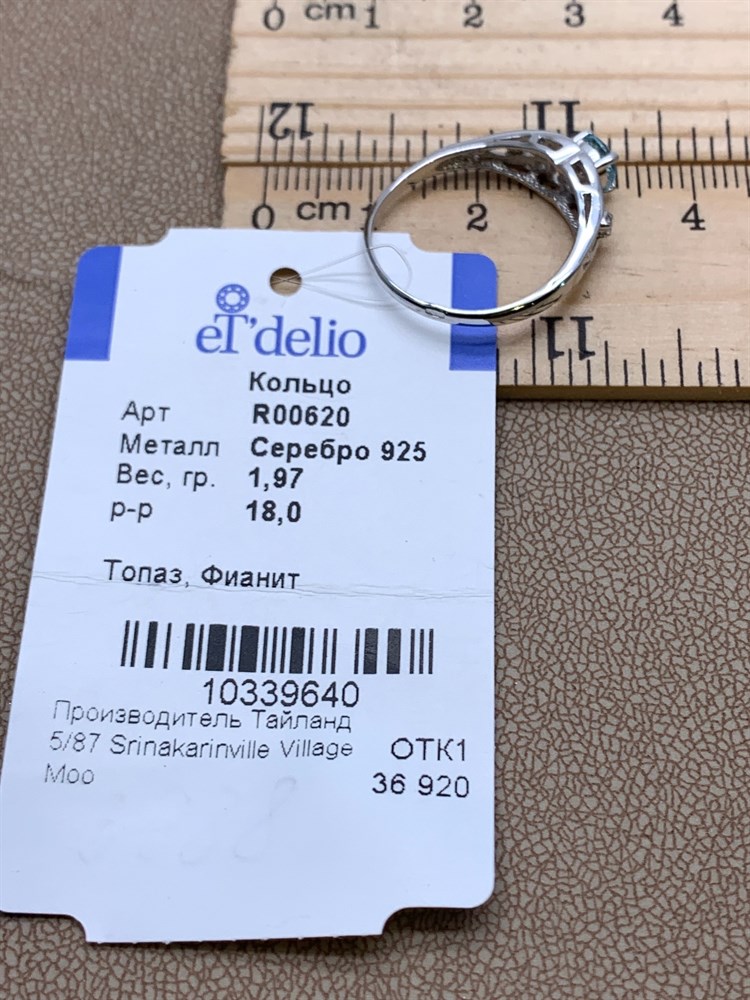 0 cm 1 2 3 4
12 11
0 cm 1 2 4
11
eT'delio
Кольцо
Арт R00620
Металл Серебро 925
Вес, гр. 1,97
р-р 18,0
Топаз, Фианит
10339640
Производитель Тайланд
5/87 Srinakarinville Village ОТК1
Moo 36 920